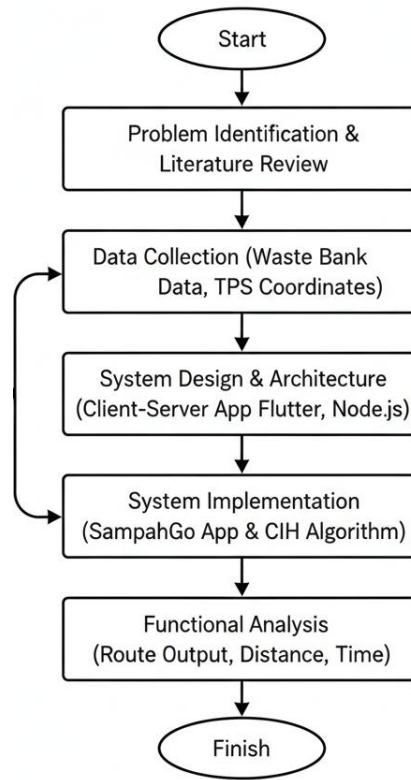 Start
Problem Identification &
Literature Review
Data Collection (Waste Bank
Data, TPS Coordinates)
System Design & Architecture
(Client-Server App Flutter, Node.js)
System Implementation
(SampahGo App & CIH Algorithm)
Functional Analysis
(Route Output, Distance, Time)
Finish